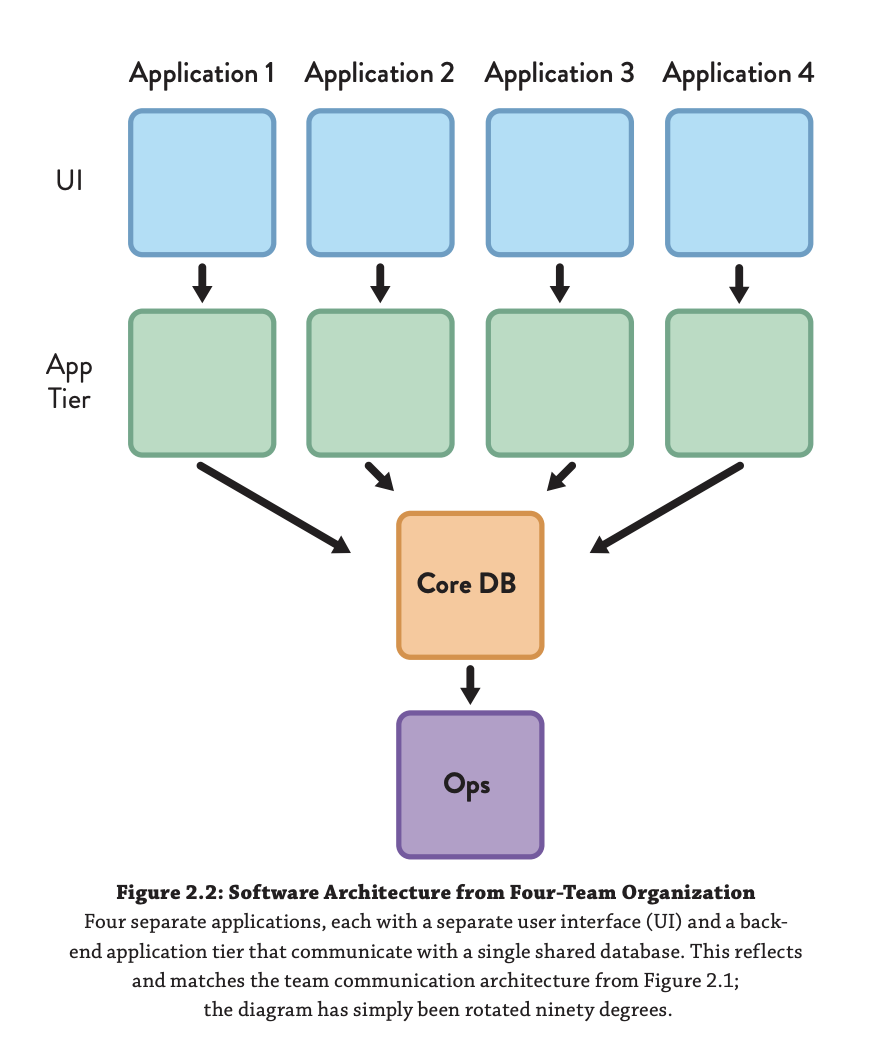 Application 1 Application 2 Application 3 Application 4
UI
App
Tier
Core DB
Ops
Figure 2.2: Software Architecture from Four-Team Organization
Four separate applications, each with a separate user interface (UI) and a back-
end application tier that communicate with a single shared database. This reflects
and matches the team communication architecture from Figure 2.1;
the diagram has simply been rotated ninety degrees.